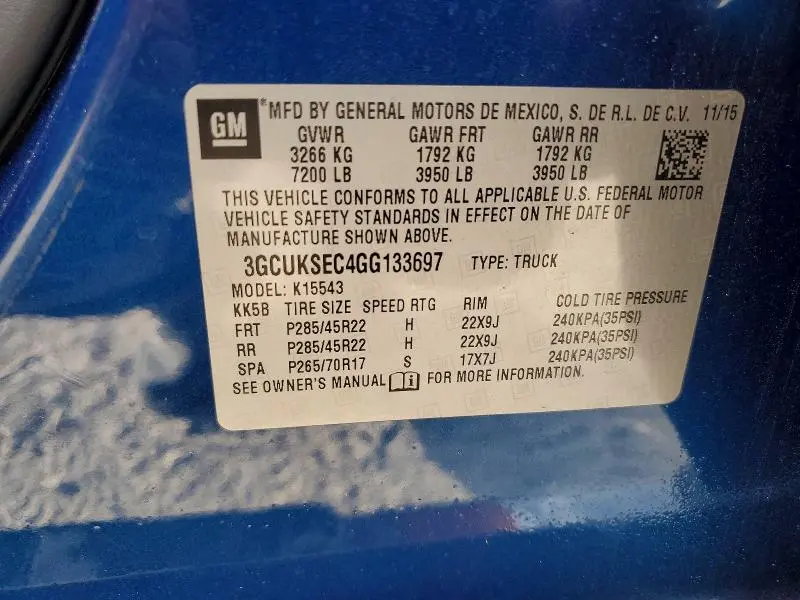 GM ®MFD BY GENERAL MOTORS DE MEXICO, S. DE R.L. DE C.V. 11/15
GVWR GAWR FRT GAWR RR
3266 KG 1792 KG 1792 KG
7200 LB 3950 LB 3950 LB
THIS VEHICLE CONFORMS TO ALL APPLICABLE U.S. FEDERAL MOTOR
VEHICLE SAFETY STANDARDS IN EFFECT ON THE DATE OF
MANUFACTURE SHOWN ABOVE.
3GCUKSEC4GG133697 TYPE: TRUCK
MODEL: K15543
KK5B TIRE SIZE SPEED RTG RIM COLD TIRE PRESSURE
FRT P285/45R22 H 22X9J 240KPA(35PSI)
RR P285/45R22 H 22X9J 240KPA(35PSI)
SPA P265/70R17 S 17X7J 240KPA(35PSI)
SEE OWNER'S MANUAL FOR MORE INFORMATION.